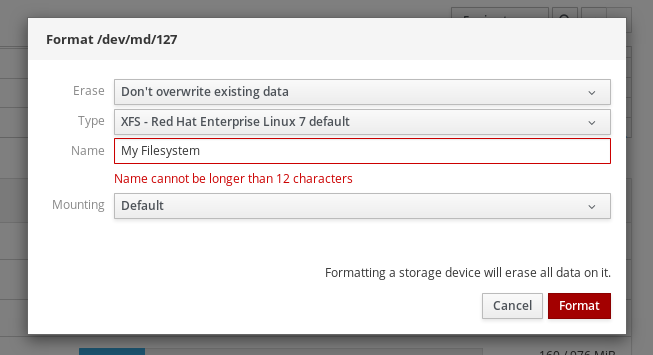 Format /dev/md/127
Erase Don't overwrite existing data
Type XFS - Red Hat Enterprise Linux 7 default
Name My Filesystem
Name cannot be longer than 12 characters
Mounting Default
Formatting a storage device will erase all data on it.
Cancel Format